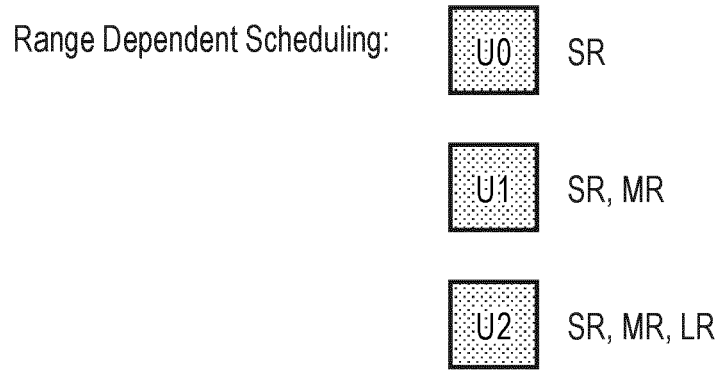 Range Dependent Scheduling: U0 SR
U1 SR, MR
U2 SR, MR, LR